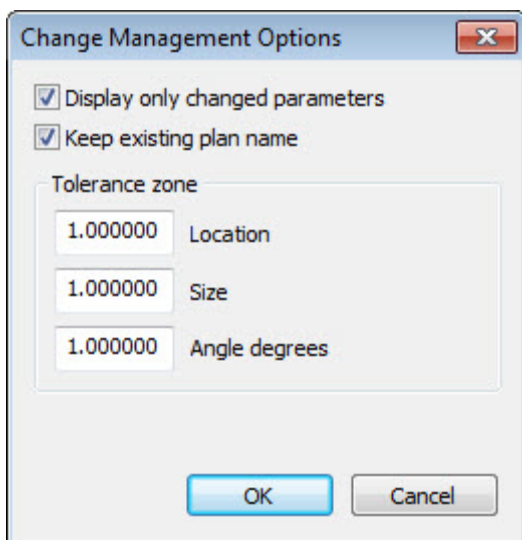 Change Management Options
Display only changed parameters
Keep existing plan name
Tolerance zone
1.000000 Location
1.000000 Size
1.000000 Angle degrees
OK Cancel